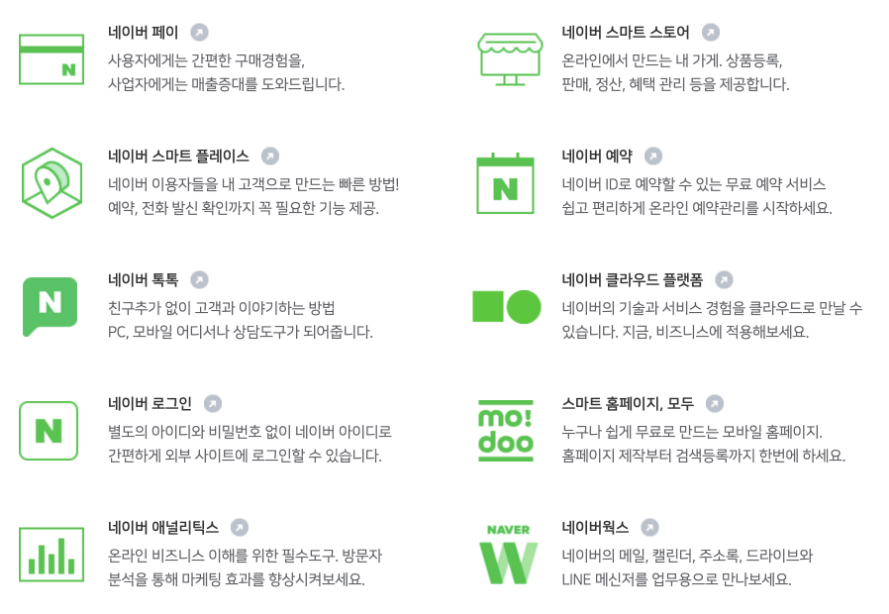 네이버 페이
사용자에게는 간편한 구매경험을,
사업자에게는 매출증대를 도와드립니다.
N
네이버 스마트 스토어
온라인에서 만드는 내 가게. 상품등록,
판매, 정산, 혜택 관리 등을 제공합니다.
네이버 스마트 플레이스
네이버 이용자들을 내 고객으로 만드는 빠른 방법!
예약, 전화 발신 확인까지 꼭 필요한 기능 제공.
네이버 예약
네이버 ID로 예약할 수 있는 무료 예약 서비스
쉽고 편리하게 온라인 예약관리를 시작하세요.
N
네이버 톡톡
친구추가 없이 고객과 이야기하는 방법
PC, 모바일 어디서나 상담도구가 되어줍니다.
N
네이버 클라우드 플랫폼
네이버의 기술과 서비스 경험을 클라우드로 만날 수
있습니다. 지금, 비즈니스에 적용해보세요.
네이버 로그인
별도의 아이디와 비밀번호 없이 네이버 아이디로
간편하게 외부 사이트에 로그인할 수 있습니다.
N
스마트 홈페이지, 모두
누구나 쉽게 무료로 만드는 모바일 홈페이지.
홈페이지 제작부터 검색등록까지 한번에 하세요.
mo!
doo
네이버 애널리틱스
온라인 비즈니스 이해를 위한 필수도구. 방문자
분석을 통해 마케팅 효과를 향상시켜보세요.
네이버웍스
네이버의 메일, 캘린더, 주소록, 드라이브와
LINE 메신저를 업무용으로 만나보세요.
NAVER
W